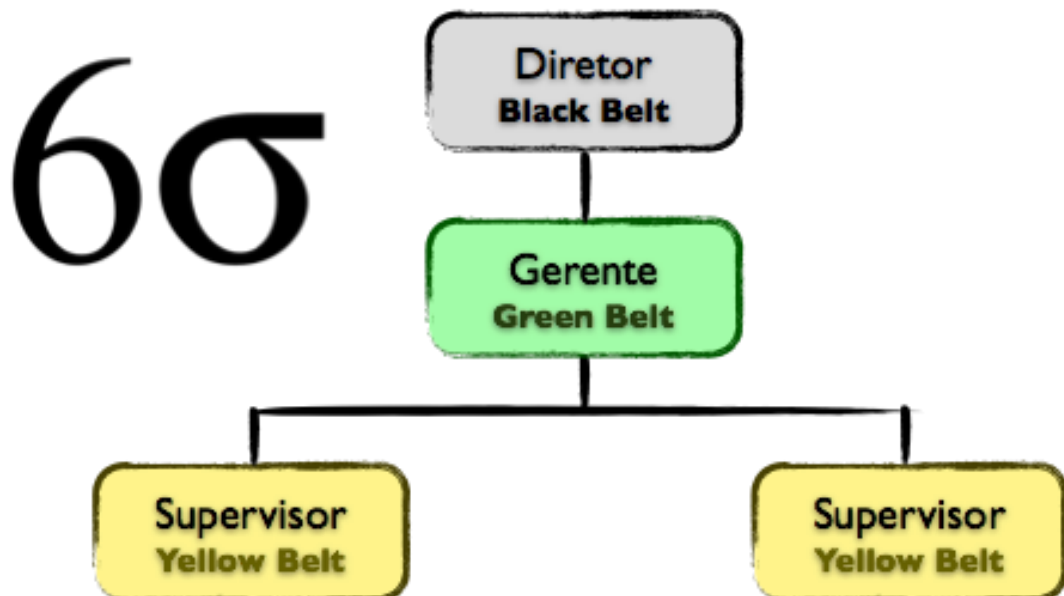 6σ
Diretor
Black Belt
Gerente
Green Belt
Supervisor
Yellow Belt
Supervisor
Yellow Belt